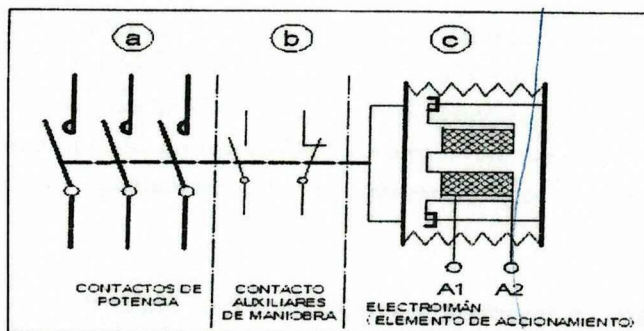 a
b
c
A1
A2
CONTACTOS DE
POTENCIA
CONTACTO
AUXILIARES
DE MANIOBRA
ELECTROIMÁN
(ELEMENTO DE ACCIONAMIENTO)